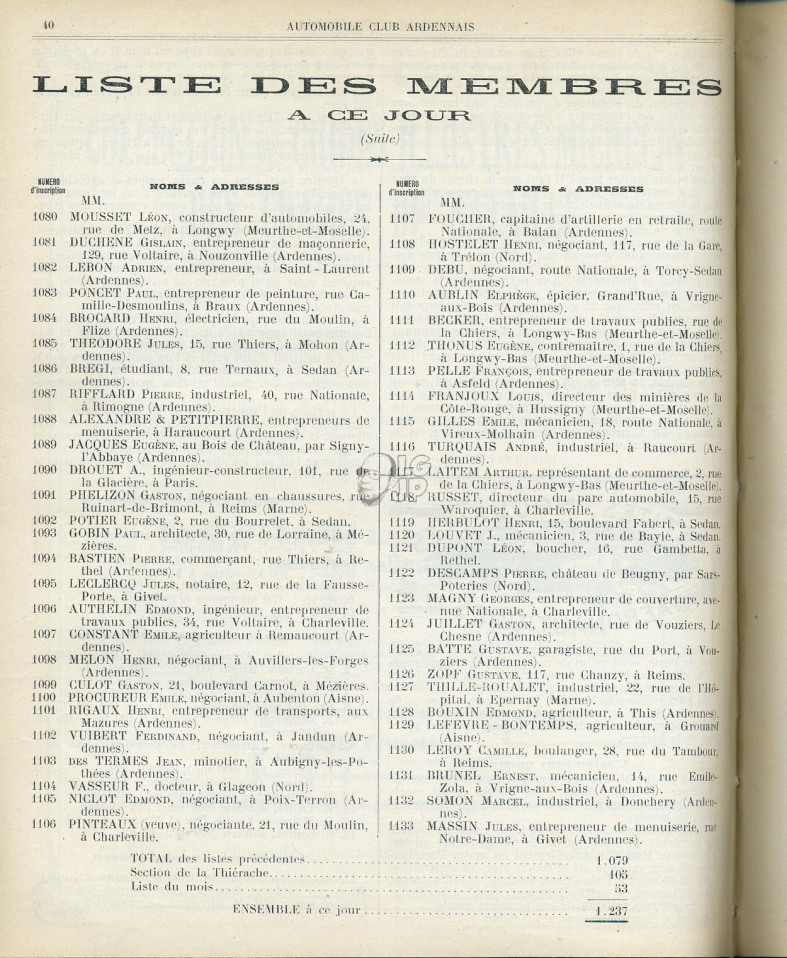 40
AUTOMOBILE CLUB ARDENNAIS
LISTE DES MEMBRES
A CE JOUR
(Suite)
NUMERO
d'inscription
NOMS & ADRESSES
MM.
1080 MOUSSET LÉON, constructeur d'automobiles, 24,
rue de Metz, à Longwy (Meurthe-et-Moselle).
1081 DUCHENE GISLAIN, entrepreneur de maçonnerie,
129, rue Voltaire, à Nouzonville (Ardennes).
1082 LEBON ADRIEN, entrepreneur, à Saint-Laurent
(Ardennes).
1083 PONCET PAUL, entrepreneur de peinture, rue Ca-
mille-Desmoulins, à Braux (Ardennes).
1084 BROCARD HENRI, électricien, rue du Moulin, à
Flize (Ardennes).
1085 THEODORE JULES, 15, rue Thiers, à Mohon (Ar-
dennes).
1086 BREGI, étudiant, 8, rue Ternaux, à Sedan (Ar-
dennes).
1087 RIFFLARD PIERRE, industriel, 40, rue Nationale,
à Rimogne (Ardennes).
1088 ALEXANDRE & PETITPIERRE, entrepreneurs de
menuiserie, à Haraucourt (Ardennes).
1089 JACQUES EUGÈNE, au Bois de Château, par Signy-
l'Abbaye (Ardennes).
1090 DROUET A., ingénieur-constructeur, 101, rue de
la Glacière, à Paris.
1091 PHELIZON GASTON, négociant en chaussures, rue
Ruinart-de-Brimont, à Reims (Marne).
1092 POTIER EUGÈNE, 2, rue du Bourrelet, à Sedan.
1093 GOBIN PAUL, architecte, 30, rue de Lorraine, à Mé-
zières.
1094 BASTIEN PIERRE, commerçant, rue Thiers, à Re-
thel (Ardennes).
1095 LECLERCQ JULES, notaire, 12, rue de la Fausse-
Porte, à Givet.
1096 AUTHELIN EDMOND, ingénieur, entrepreneur de
travaux publics, 34, rue Voltaire, à Charleville.
1097 CONSTANT EMILE, agriculteur à Remaucourt (Ar-
dennes).
1098 MELON HENRI, négociant, à Auvillers-les-Forges
(Ardennes).
1099 CULOT GASTON, 21, boulevard Carnot, à Mézières.
1100 PROCUREUR EMILE, négociant, à Aubenton (Aisne).
1101 RIGAUX HENRI, entrepreneur de transports, aux
Mazures (Ardennes).
1102 VUIBERT FERDINAND, négociant, à Jandun (Ar-
dennes).
1103 DES TERMES JEAN, minotier, à Aubigny-les-Po-
thées (Ardennes).
1104 VASSEUR F., docteur, à Glageon (Nord).
1105 NICLOT EDMOND, négociant, à Poix-Terron (Ar-
dennes).
1106 PINTEAUX (veuve), négociante, 21, rue du Moulin,
à Charleville.
NUMERO
d'inscription
NOMS & ADRESSES
MM.
1107 FOUCHER, capitaine d'artillerie en retraite, route
Nationale, à Balan (Ardennes).
1108 HOSTELET HENRI, négociant, 117, rue de la Gare,
à Trélon (Nord).
1109 DEBU, négociant, route Nationale, à Torcy-Sedan
(Ardennes).
1110 AUBLIN ELPHÈGE, épicier, Grand'Rue, à Vrigne-
aux-Bois (Ardennes).
1111 BECKER, entrepreneur de travaux publics, rue de
la Chiers, à Longwy-Bas (Meurthe-et-Moselle).
1112 THONUS EUGÈNE, contremaître, 1, rue de la Chiers,
à Longwy-Bas (Meurthe-et-Moselle).
1113 PELLE FRANÇOIS, entrepreneur de travaux publics,
à Asfeld (Ardennes).
1114 FRANJOUX LOUIS, directeur des minières de la
Côte-Rouge, à Hussigny (Meurthe-et-Moselle).
1115 GILLES EMILE, mécanicien, 18, route Nationale, à
Vireux-Molhain (Ardennes).
1116 TURQUAIS ANDRÉ, industriel, à Raucourt (Ar-
dennes).
1117 LAITEM ARTHUR, représentant de commerce, 2, rue
de la Chiers, à Longwy-Bas (Meurthe-et-Moselle).
1118 RUSSET, directeur du parc automobile, 15, rue
Waroquier, à Charleville.
1119 HERBULOT HENRI, 15, boulevard Fabert, à Sedan.
1120 LOUVET J., mécanicien, 3, rue de Bayle, à Sedan.
1121 DUPONT LÉON, boucher, 16, rue Gambetta, à
Rethel.
1122 DESCAMPS PIERRE, château de Beugny, par Sars-
Poteries (Nord).
1123 MAGNY GEORGES, entrepreneur de couverture, ave-
nue Nationale, à Charleville.
1124 JUILLET GASTON, architecte, rue de Vouziers, Le
Chesne (Ardennes).
1125 BATTE GUSTAVE, garagiste, rue du Port, à Vou-
ziers (Ardennes).
1126 ZOPF GUSTAVE, 117, rue Chanzy, à Reims.
1127 THILLE-ROUALET, industriel, 22, rue de l'Hô-
pital, à Epernay (Marne).
1128 BOUXIN EDMOND, agriculteur, à This (Ardennes).
1129 LEFEVRE-BONTEMPS, agriculteur, à Grouard
(Aisne).
1130 LEROY CAMILLE, boulanger, 28, rue du Tambour,
à Reims.
1131 BRUNEL ERNEST, mécanicien, 14, rue Emile-
Zola, à Vrigne-aux-Bois (Ardennes).
1132 SOMON MARCEL, industriel, à Donchery (Arden-
nes).
1133 MASSIN JULES, entrepreneur de menuiserie, rue
Notre-Dame, à Givet (Ardennes).
TOTAL des listes précédentes 1.079
Section de la Thiérache 105
Liste du mois 53
ENSEMBLE à ce jour 1.237